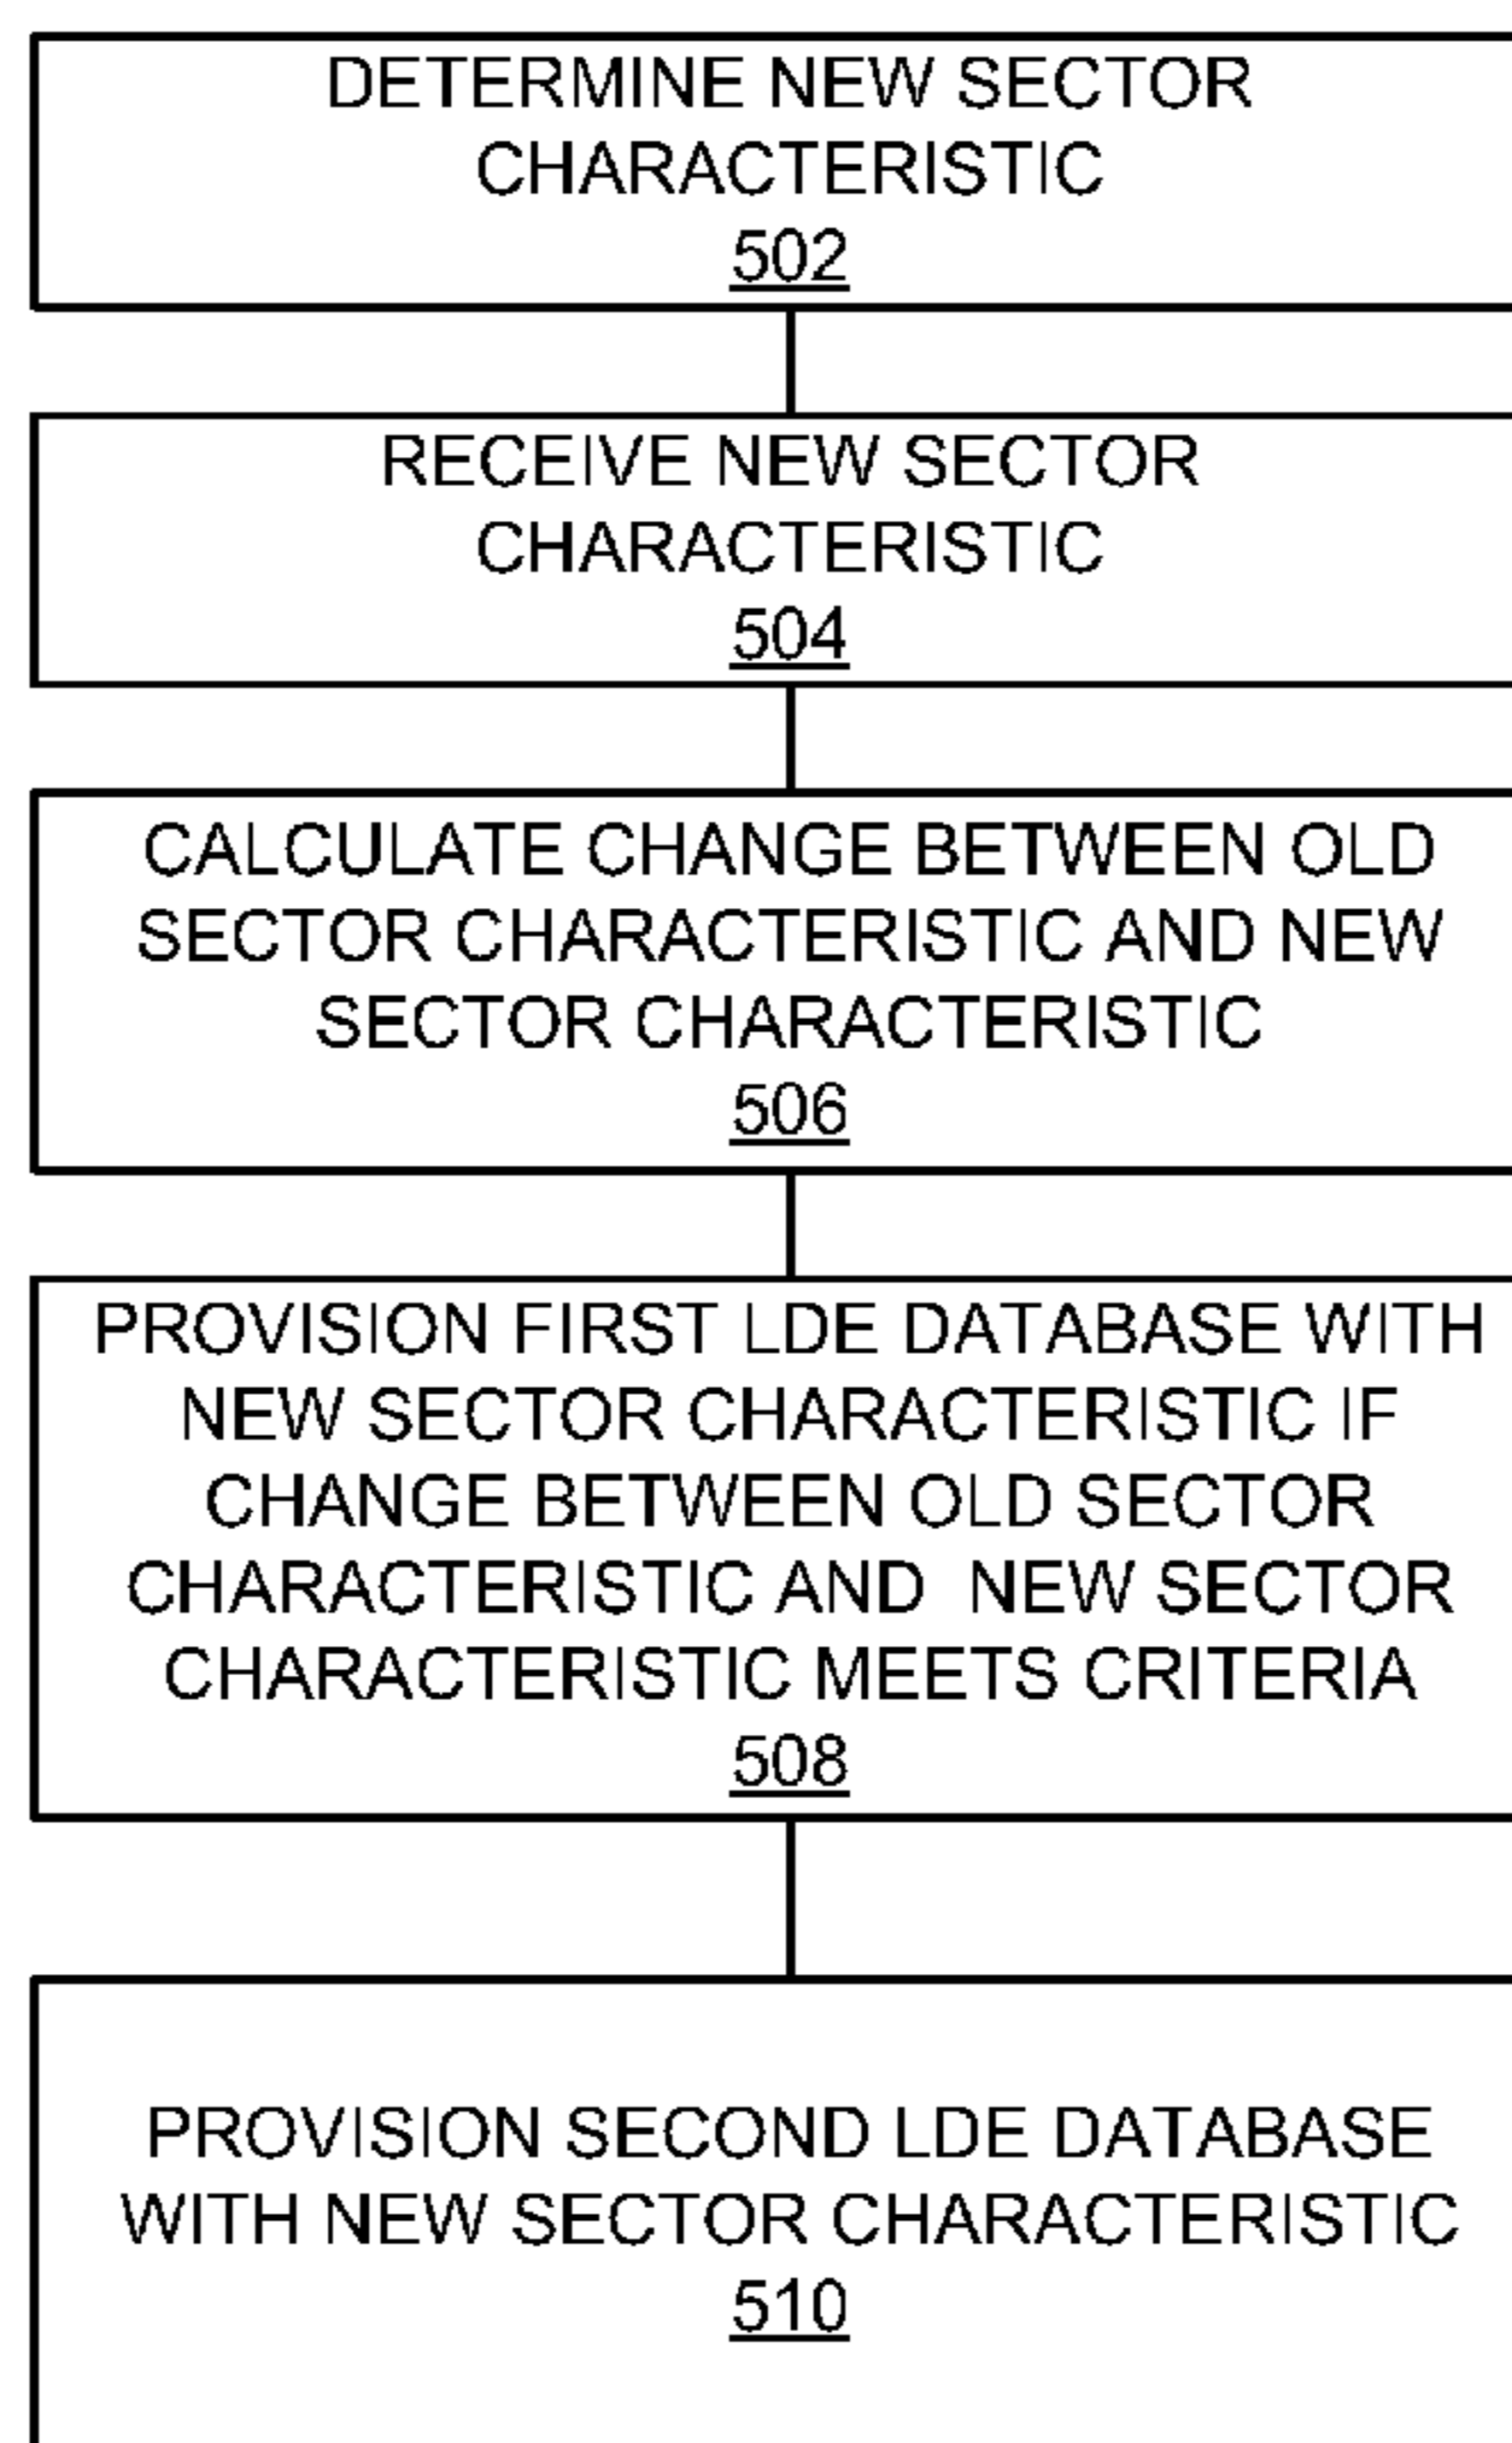 DETERMINE NEW SECTOR
CHARACTERISTIC
502
RECEIVE NEW SECTOR
CHARACTERISTIC
504
CALCULATE CHANGE BETWEEN OLD
SECTOR CHARACTERISTIC AND NEW
SECTOR CHARACTERISTIC
506
PROVISION FIRST LDE DATABASE WITH
NEW SECTOR CHARACTERISTIC IF
CHANGE BETWEEN OLD SECTOR
CHARACTERISTIC AND NEW SECTOR
CHARACTERISTIC MEETS CRITERIA
508
PROVISION SECOND LDE DATABASE
WITH NEW SECTOR CHARACTERISTIC
510